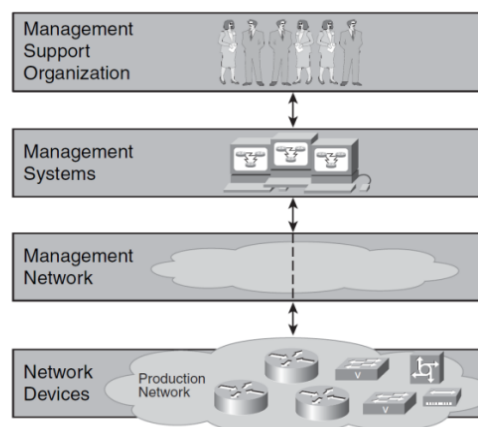 Management
Support
Organization
Management
Systems
Management
Network
Network
Devices
Production
Network
V
V